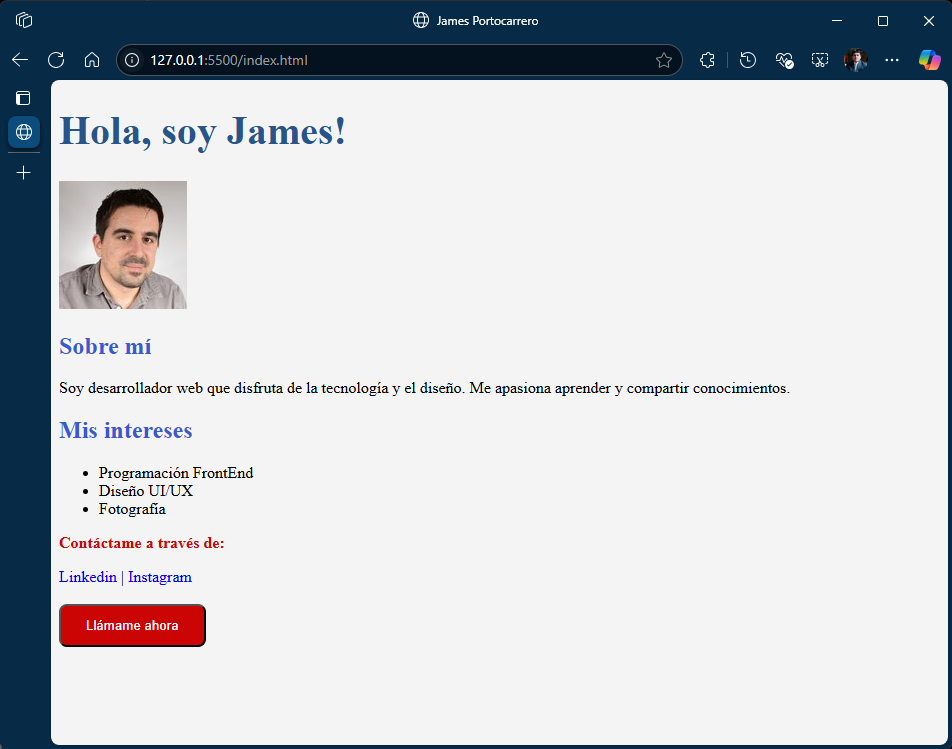 James Portocarrero
127.0.0.1:5500/index.html
Hola, soy James!
Sobre mí
Soy desarrollador web que disfruta de la tecnología y el diseño. Me apasiona aprender y compartir conocimientos.
Mis intereses
Programación FrontEnd
Diseño UI/UX
Fotografía
Contáctame a través de:
Linkedin | Instagram
Llámame ahora